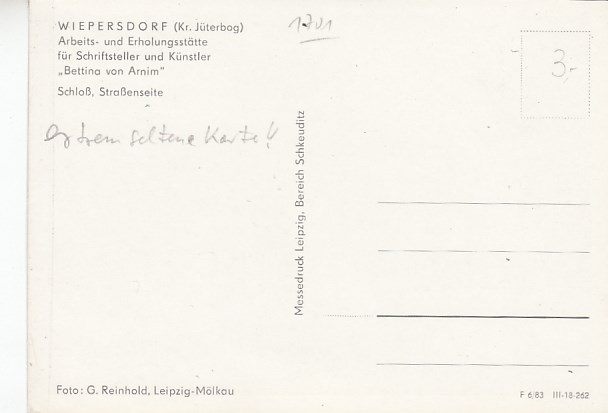 WIEPERSDORF (Kr. Jüterbog)
Arbeits- und Erholungsstätte
für Schriftsteller und Künstler
„Bettina von Arnim“
Schloß, Straßenseite
1701
3,-
extrem seltene Karte!
Messedruck Leipzig, Bereich Schkeuditz
Foto: G. Reinhold, Leipzig-Mölkau
F 6/83 III-18-262